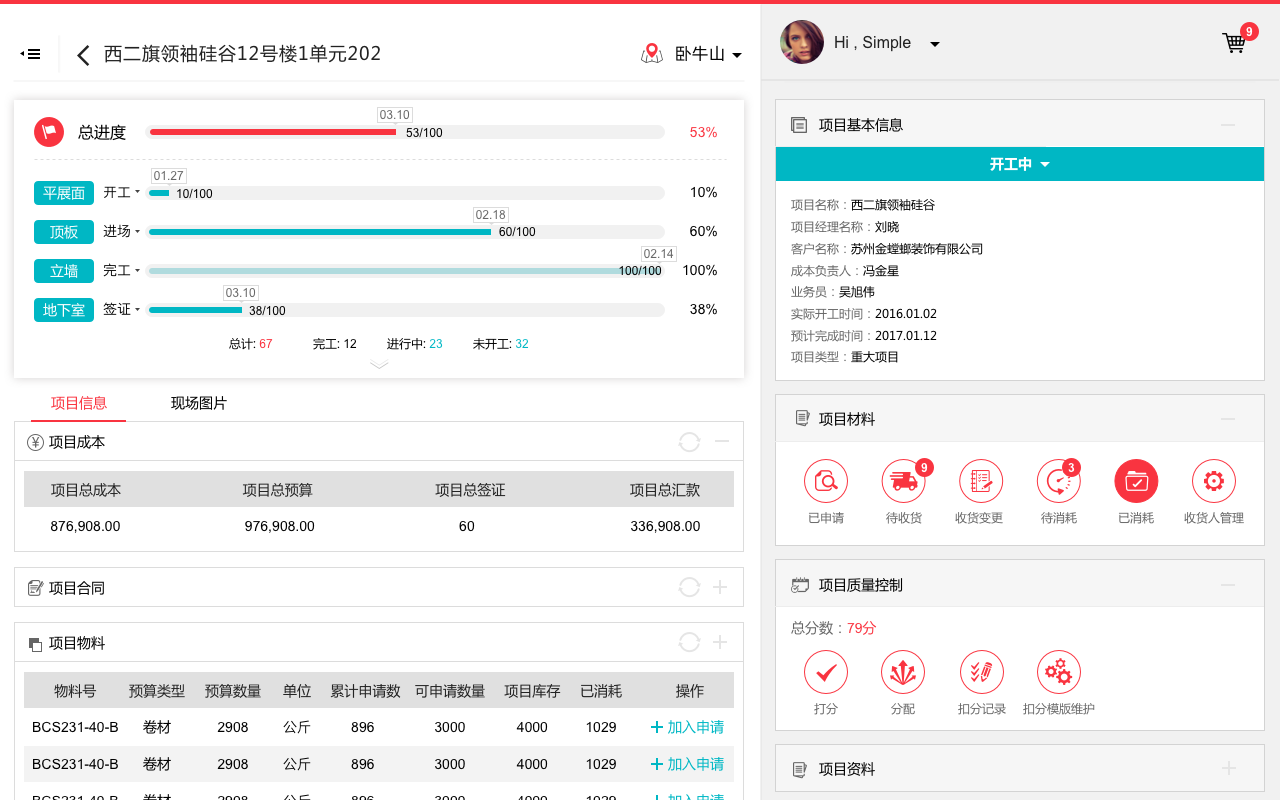 西二旗领袖硅谷12号楼1单元202
卧牛山
Hi , Simple
9
03.10
总进度
53/100
53%
01.27
平展面 开工
10/100
10%
02.18
顶板 进场
60/100
60%
02.14
立墙 完工
100/100
100%
03.10
地下室 签证
38/100
38%
总计: 67 完工: 12 进行中: 23 未开工: 32
项目信息 现场图片
项目成本
项目总成本 项目总预算 项目总签证 项目总汇款
876,908.00 976,908.00 60 336,908.00
项目合同
项目物料
物料号 预算类型 预算数量 单位 累计申请数 可申请数量 项目库存 已消耗 操作
BCS231-40-B 卷材 2908 公斤 896 3000 4000 1029 加入申请
BCS231-40-B 卷材 2908 公斤 896 3000 4000 1029 加入申请
BCS231-40-B 卷材 2908 公斤 896 3000 4000 1029 加入申请
项目基本信息
开工中
项目名称：西二旗领袖硅谷
项目经理名称：刘晓
客户名称：苏州金螳螂装饰有限公司
成本负责人：冯金星
业务员：吴旭伟
实际开工时间：2016.01.02
预计完成时间：2017.01.12
项目类型：重大项目
项目材料
9 3
已申请 待收货 收货变更 待消耗 已消耗 收货人管理
项目质量控制
总分数：79分
打分 分配 扣分记录 扣分模版维护
项目资料